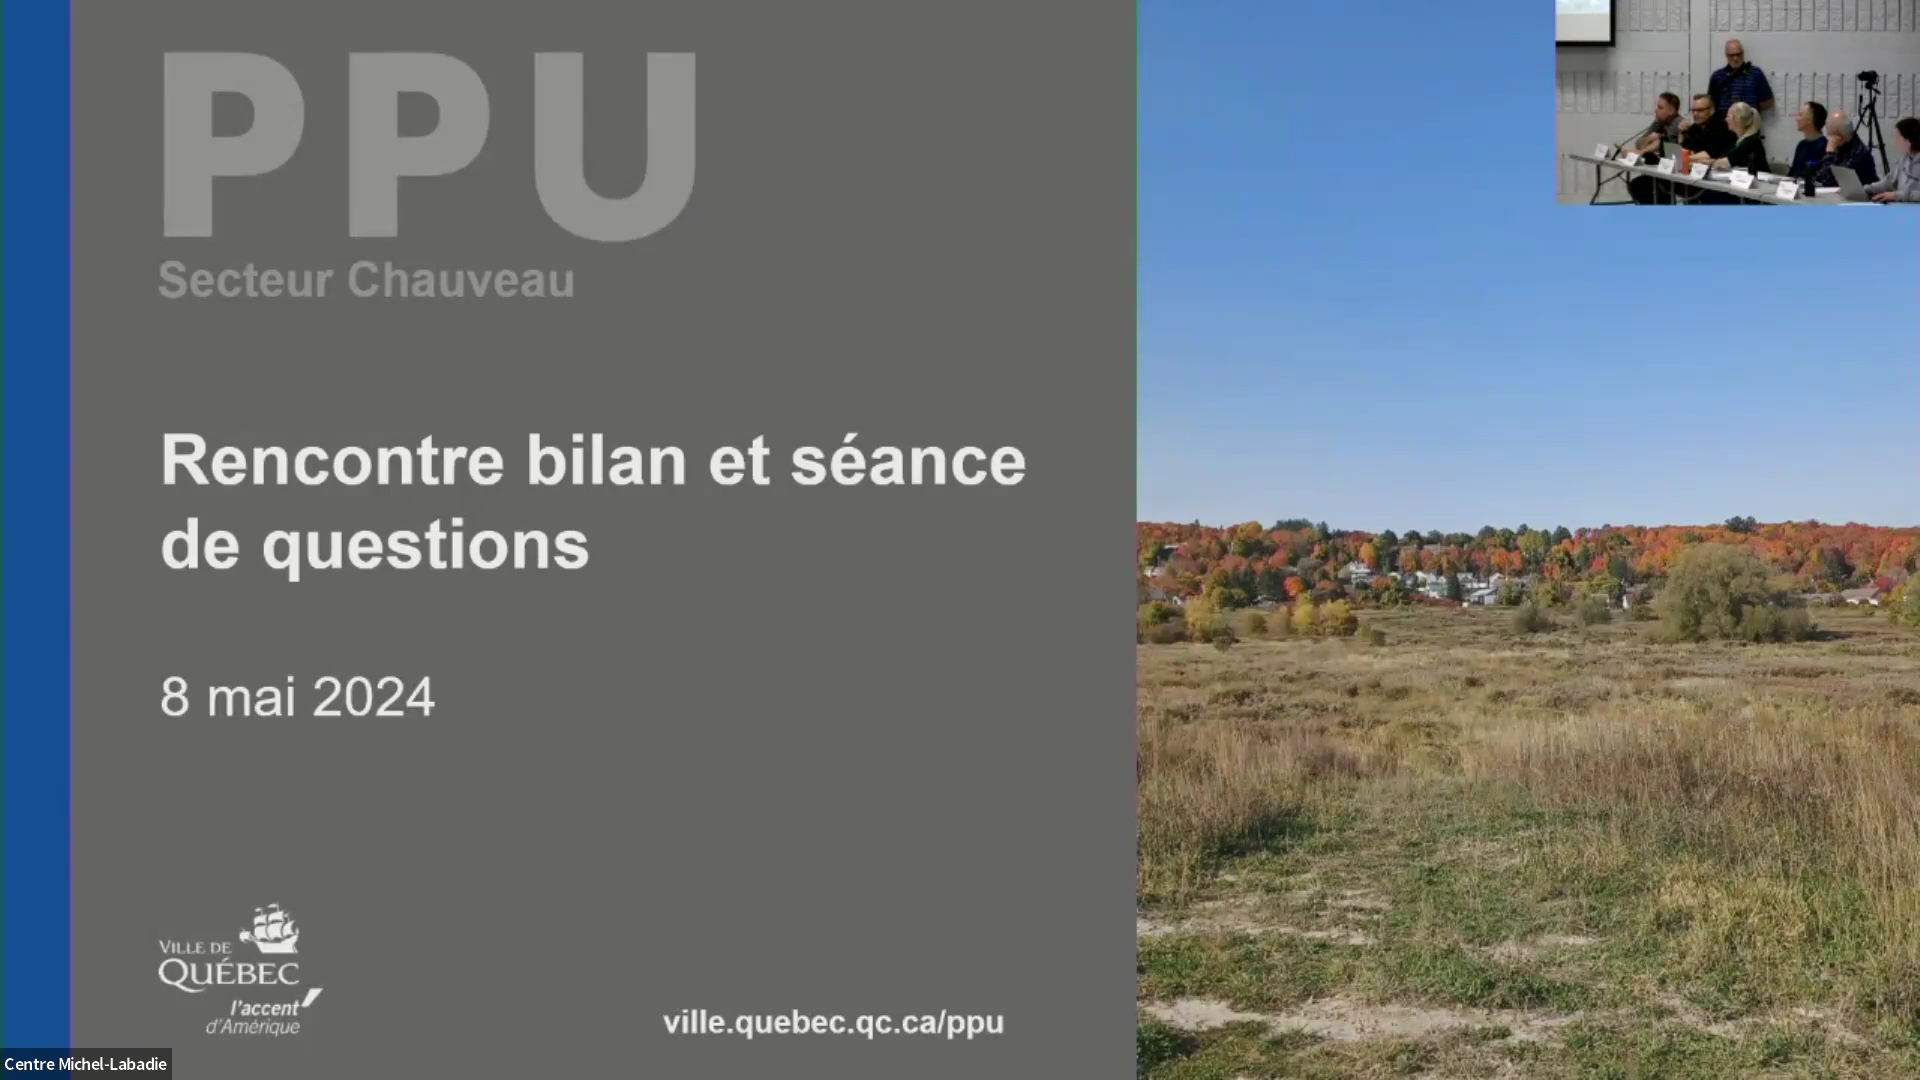 PPU
Secteur Chauveau
Rencontre bilan et séance
de questions
8 mai 2024
VILLE DE
QUÉBEC
l'accent
d'Amérique
ville.quebec.qc.ca/ppu
Centre Michel-Labadie